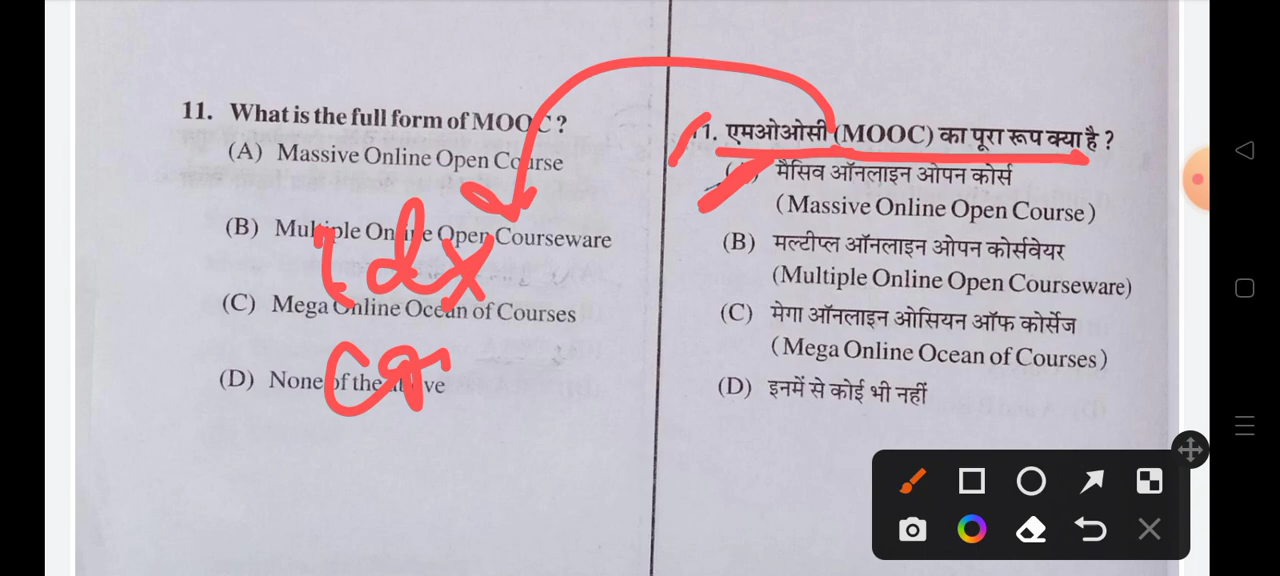 11. What is the full form of MOOC?
(A) Massive Online Open Course
(B) Multiple Online Open Courseware
(C) Mega Online Ocean of Courses
(D) None of the above
11. एमओओसी (MOOC) का पूरा रूप क्या है ?
(A) मैसिव ऑनलाइन ओपन कोर्स
(Massive Online Open Course)
(B) मल्टीप्ल ऑनलाइन ओपन कोर्सवेयर
(Multiple Online Open Courseware)
(C) मेगा ऑनलाइन ओसियन ऑफ कोर्सेज
(Mega Online Ocean of Courses)
(D) इनमें से कोई भी नहीं